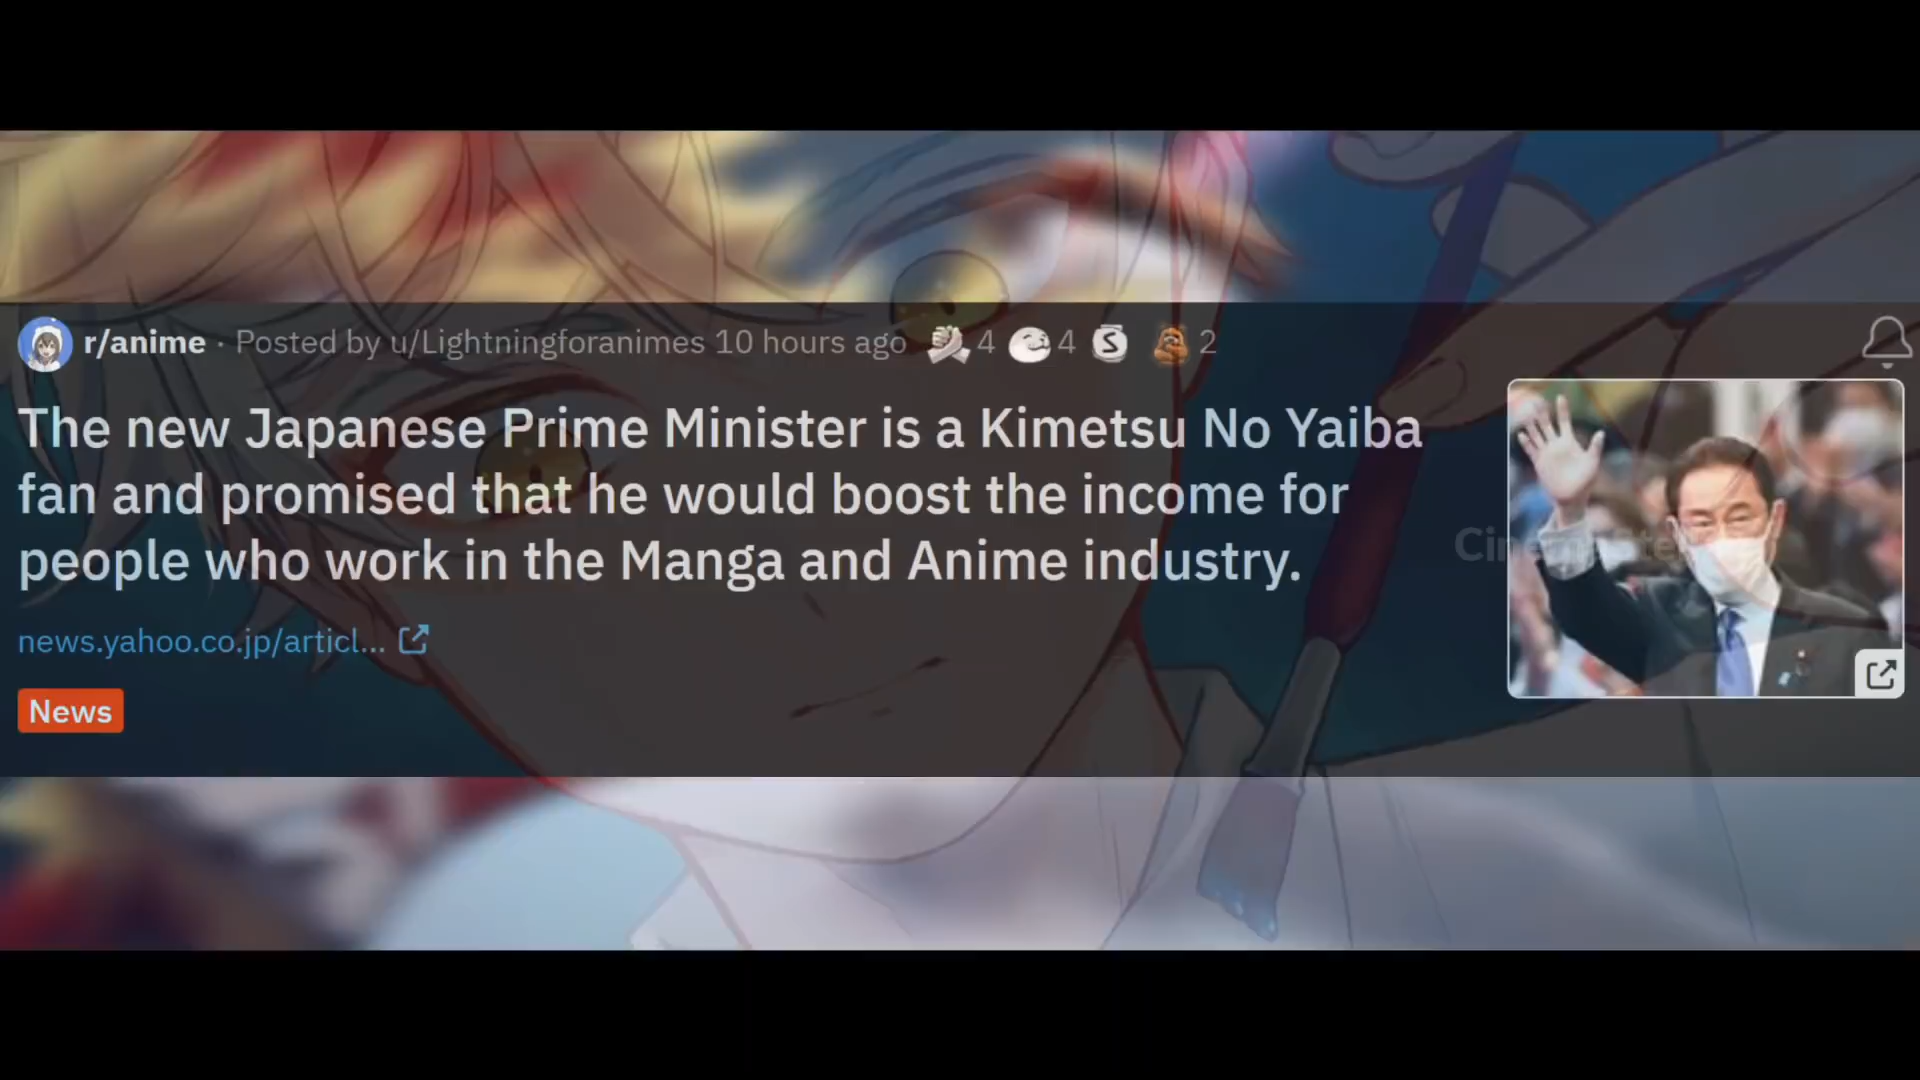 r/anime · Posted by u/Lightningforanimes 10 hours ago 4 4 S 2
The new Japanese Prime Minister is a Kimetsu No Yaiba
fan and promised that he would boost the income for
people who work in the Manga and Anime industry.
news.yahoo.co.jp/articl...
News